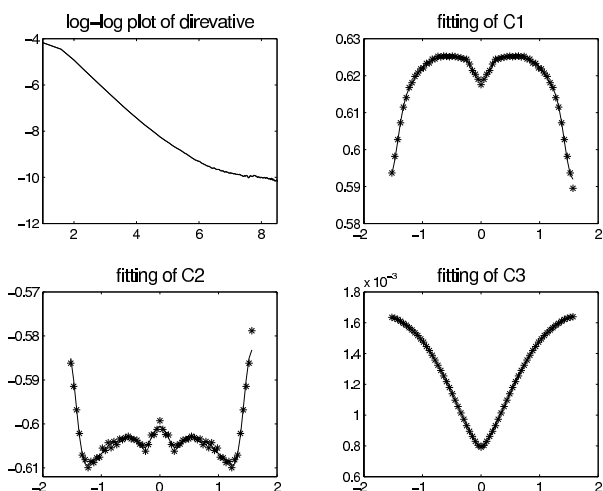 log-log plot of direvative
-4
-6
-8
-10
-12
2 4 6 8
fitting of C1
0.63
0.62
0.61
0.6
0.59
0.58
-2 -1 0 1 2
fitting of C2
-0.57
-0.58
-0.59
-0.6
-0.61
-2 -1 0 1 2
fitting of C3
x 10^-3
1.8
1.6
1.4
1.2
1
0.8
0.6
-2 -1 0 1 2